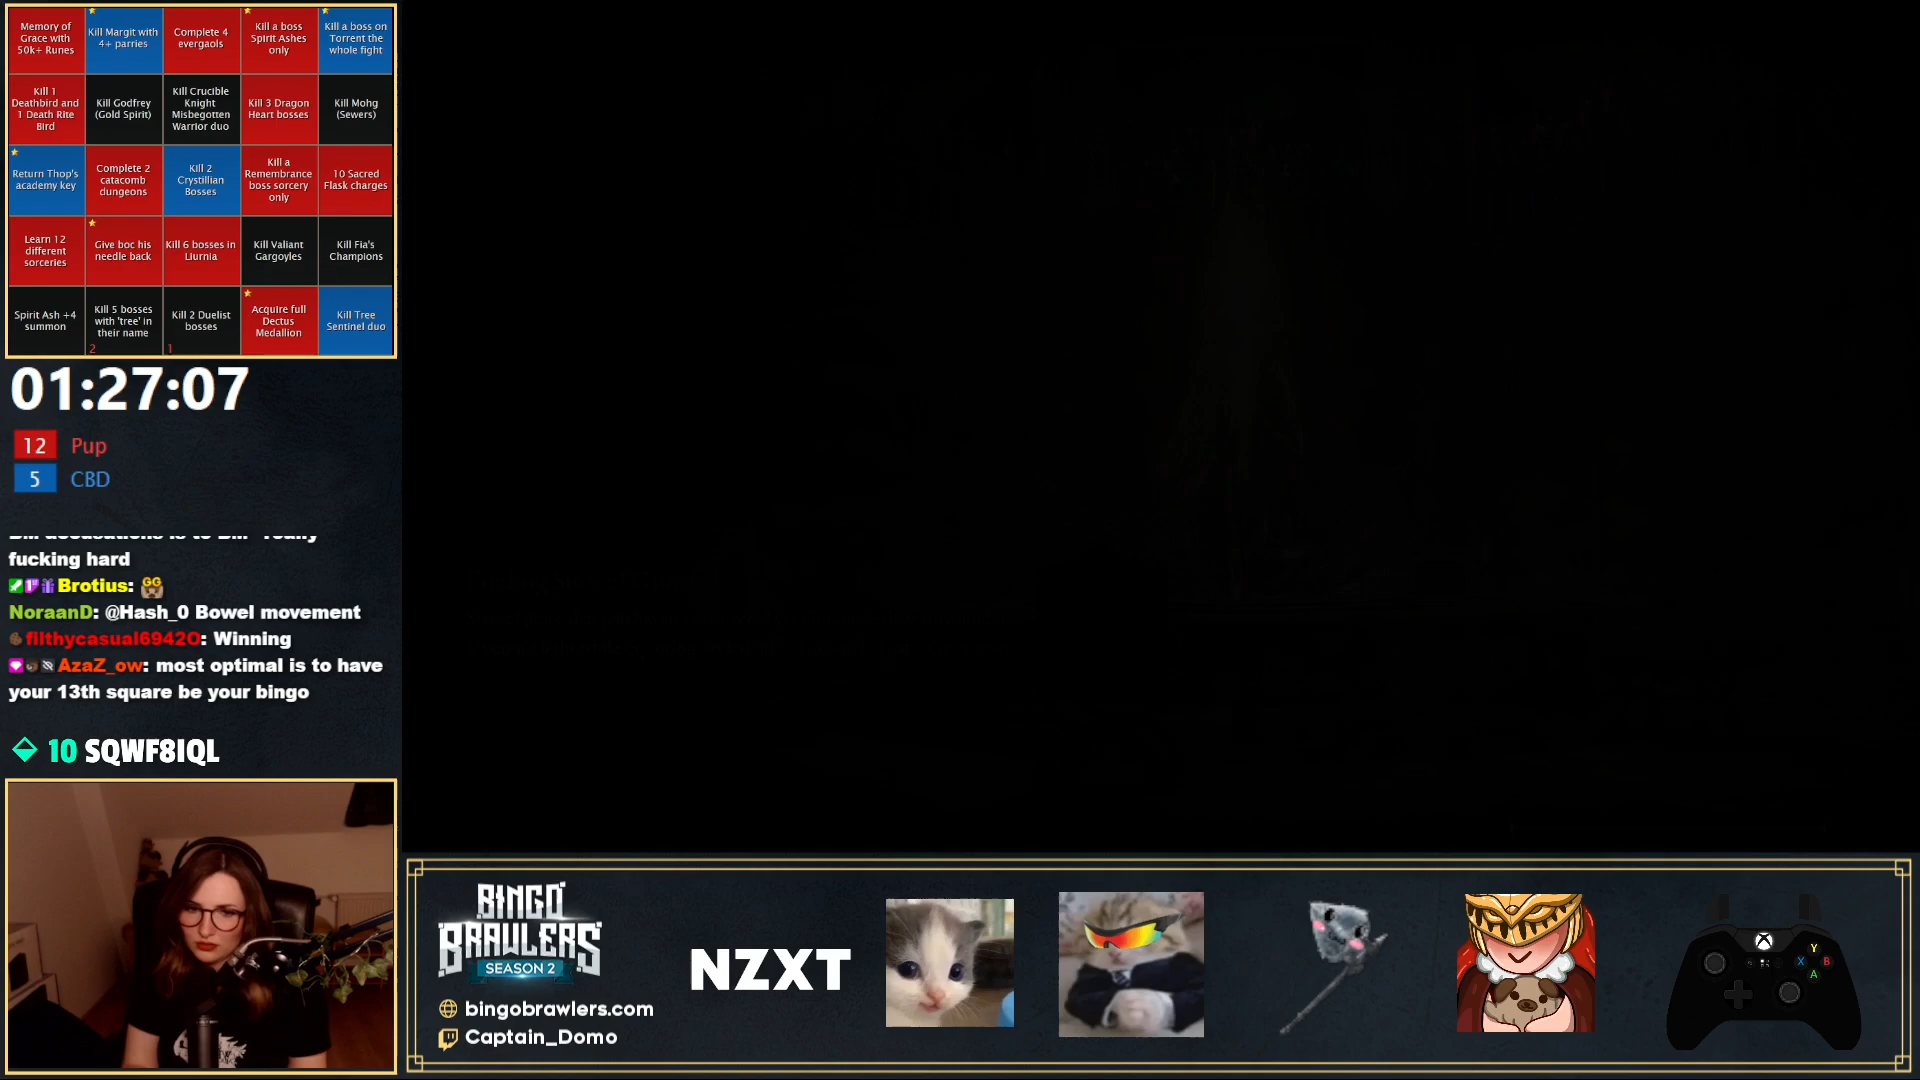 Memory of
Grace with
50k+ Runes
Kill Margit with
4+ parries
Complete 4
evergaols
Kill a boss
Spirit Ashes
only
Kill a boss on
Torrent the
whole fight
Kill 1
Deathbird and
1 Death Rite
Bird
Kill Godfrey
(Gold Spirit)
Kill Crucible
Knight
Misbegotten
Warrior duo
Kill 3 Dragon
Heart bosses
Kill Mohg
(Sewers)
Return Thop's
academy key
Complete 2
catacomb
dungeons
Kill 2
Crystillian
Bosses
Kill a
Remembrance
boss sorcery
only
10 Sacred
Flask charges
Learn 12
different
sorceries
Give boc his
needle back
Kill 6 bosses in
Liurnia
Kill Valiant
Gargoyles
Kill Fia's
Champions
Spirit Ash +4
summon
Kill 5 bosses
with 'tree' in
their name
2
Kill 2 Duelist
bosses
1
Acquire full
Dectus
Medallion
Kill Tree
Sentinel duo
01:27:07
12 Pup
5 CBD
fucking hard
Brotius: GG
NoraanD: @Hash_0 Bowel movement
filthycasual69420: Winning
AzaZ_ow: most optimal is to have
your 13th square be your bingo
10 SQWF8IQL
BINGO
BRAWLERS
SEASON 2
bingobrawlers.com
Captain_Domo
NZXT
Y
X B
A